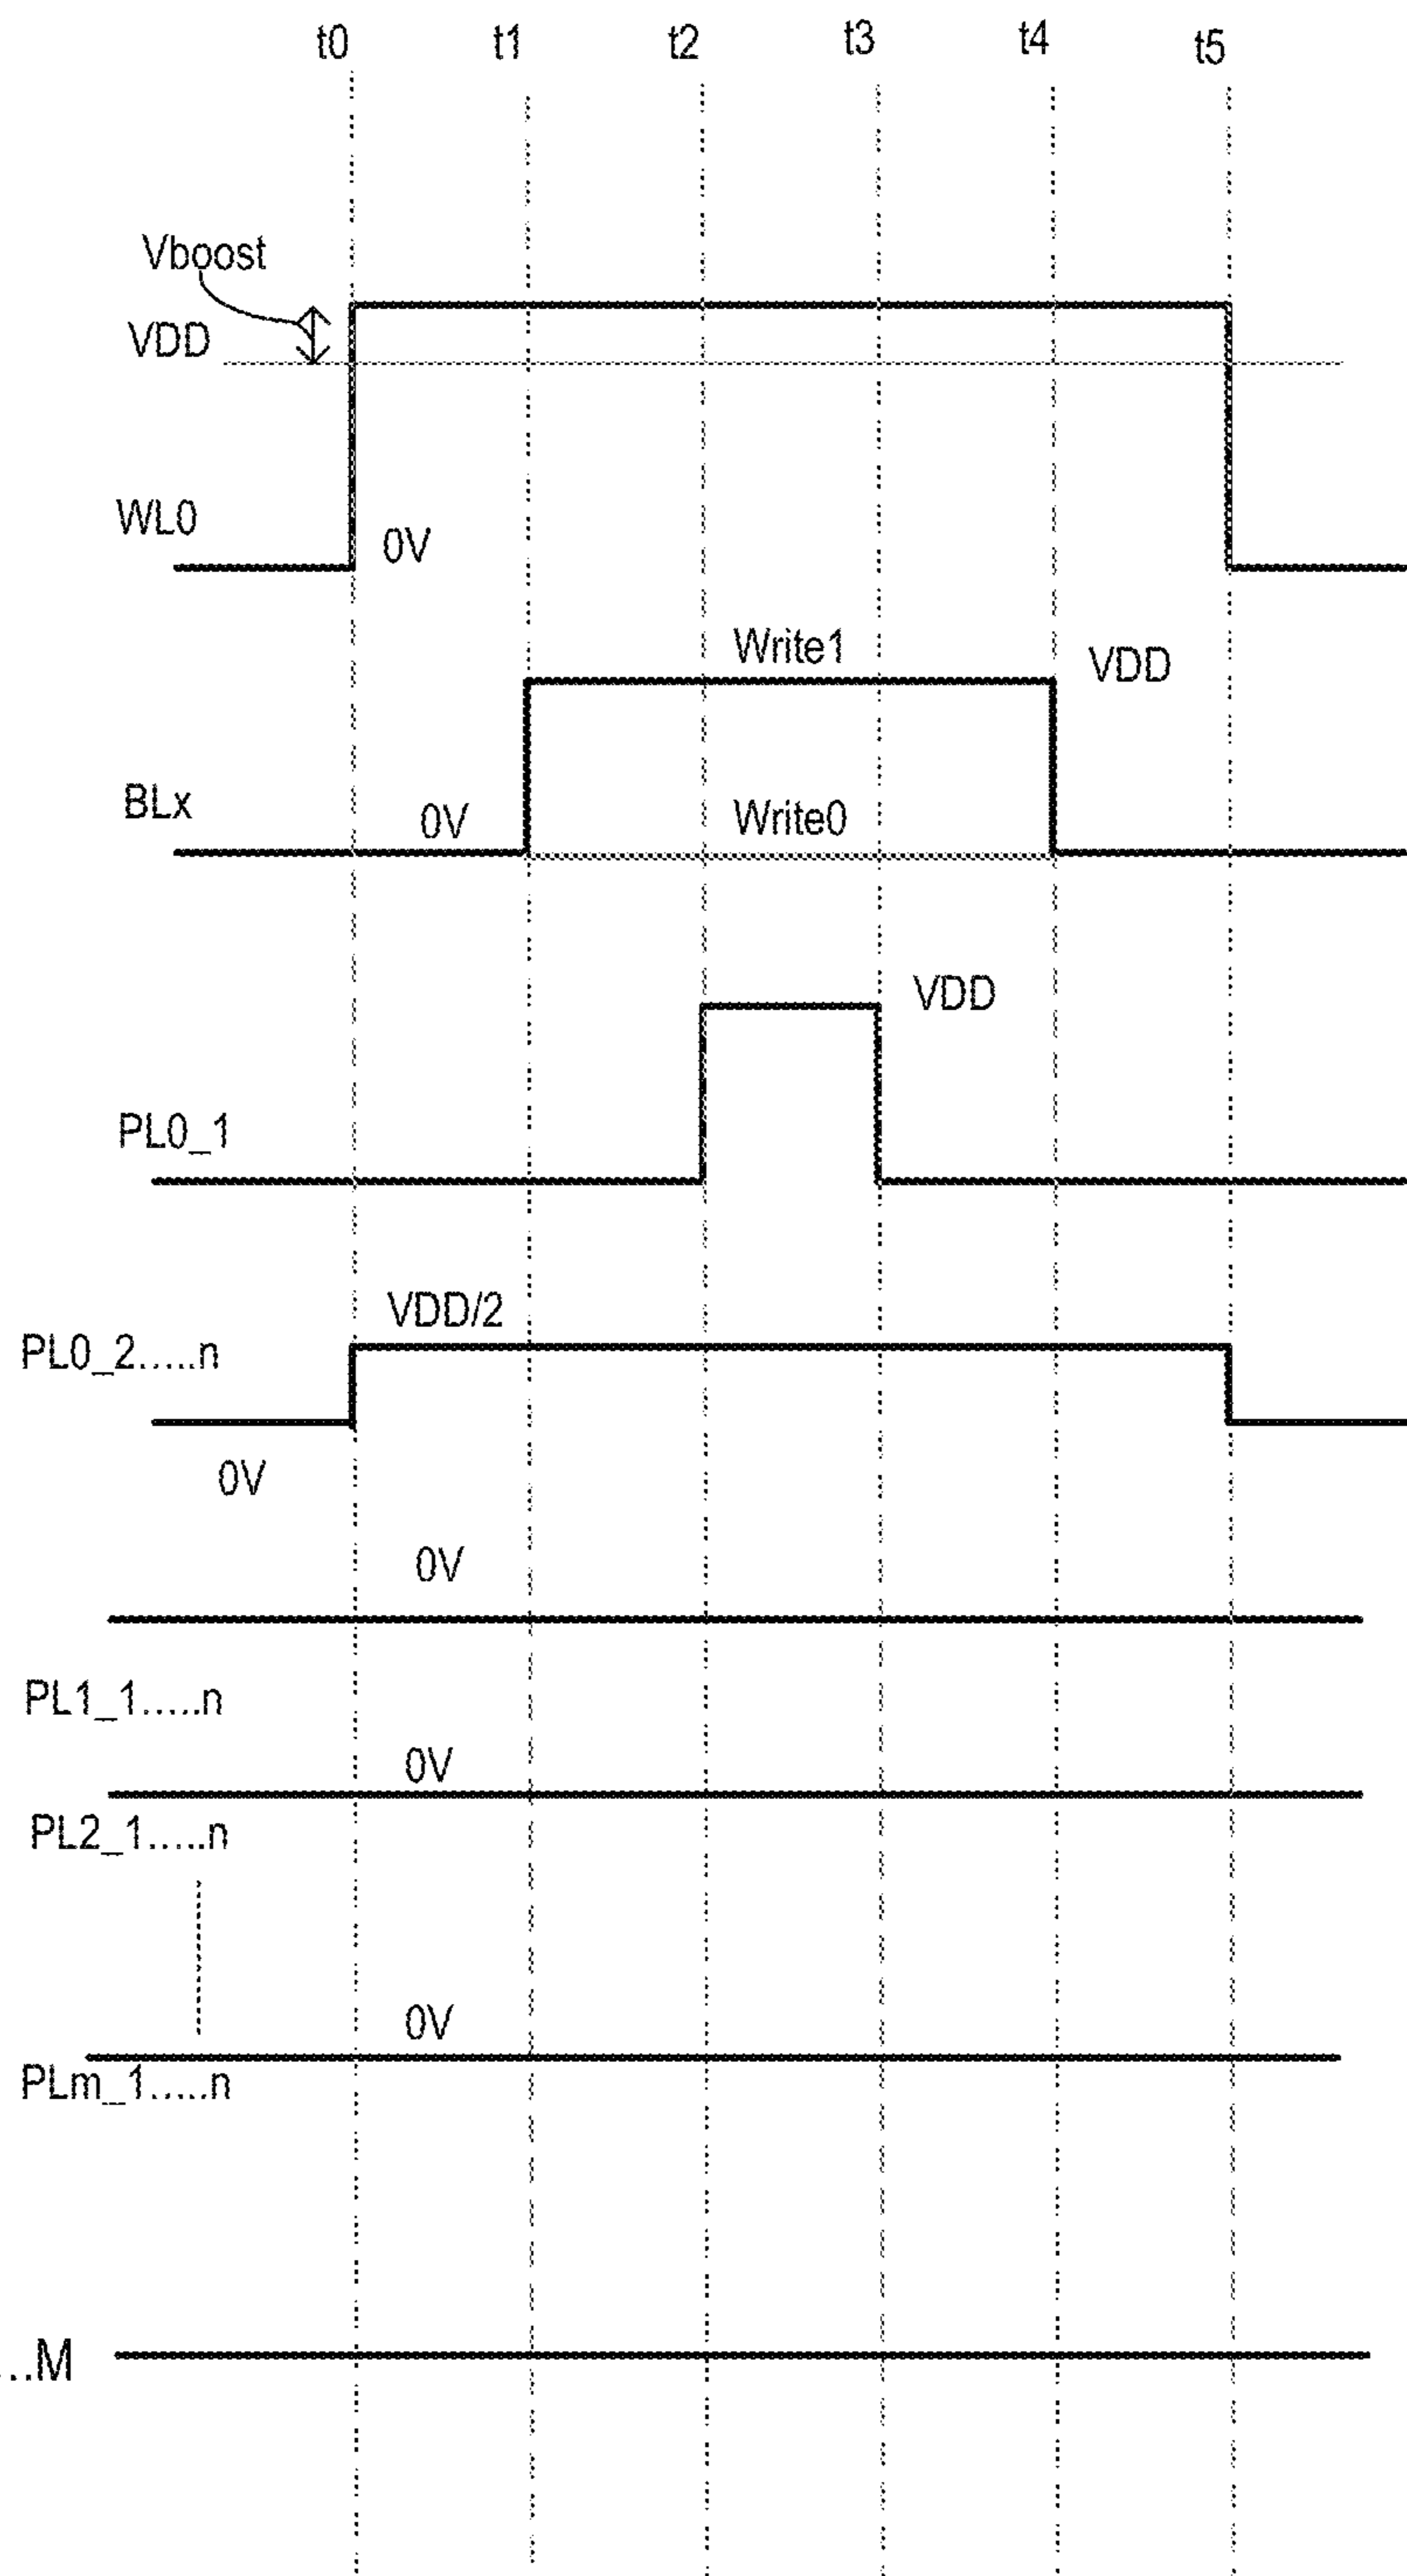 t0 t1 t2 t3 t4 t5
Vboost
VDD
WL0 0V
Write1 VDD
BLx 0V Write0
VDD
PL0_1
VDD/2
PL0_2.....n
0V
0V
PL1_1.....n
0V
PL2_1.....n
0V
PLm_1.....n
..M